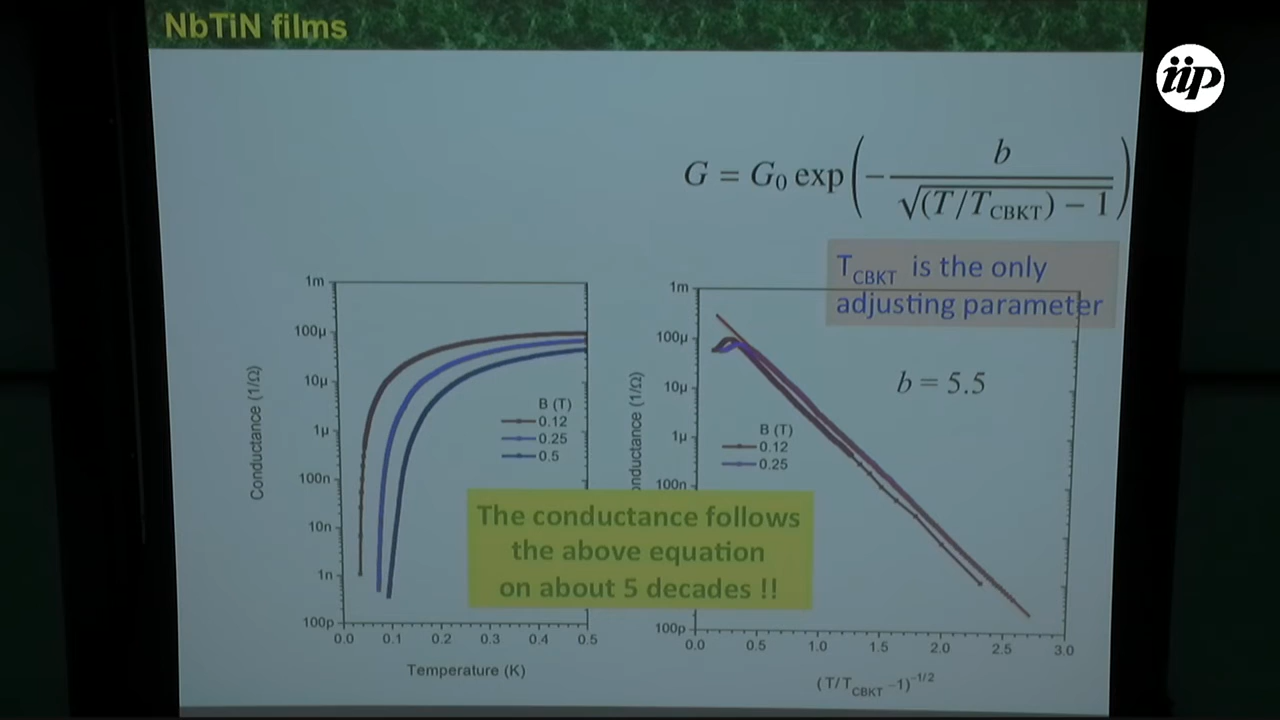 NbTiN films
iip
G = G₀ exp(−b/√((T/T_CBKT) − 1))
T_CBKT is the only
adjusting parameter
b = 5.5
1m
100µ
10µ
1µ
100n
10n
1n
100p
Conductance (1/Ω)
B (T)
0.12
0.25
0.5
0.0 0.1 0.2 0.3 0.4 0.5
Temperature (K)
1m
100µ
10µ
1µ
100n
100p
nductance (1/Ω)
B (T)
0.12
0.25
0.0 0.5 1.0 1.5 2.0 2.5 3.0
(T/T_CBKT −1)^−1/2
The conductance follows
the above equation
on about 5 decades !!